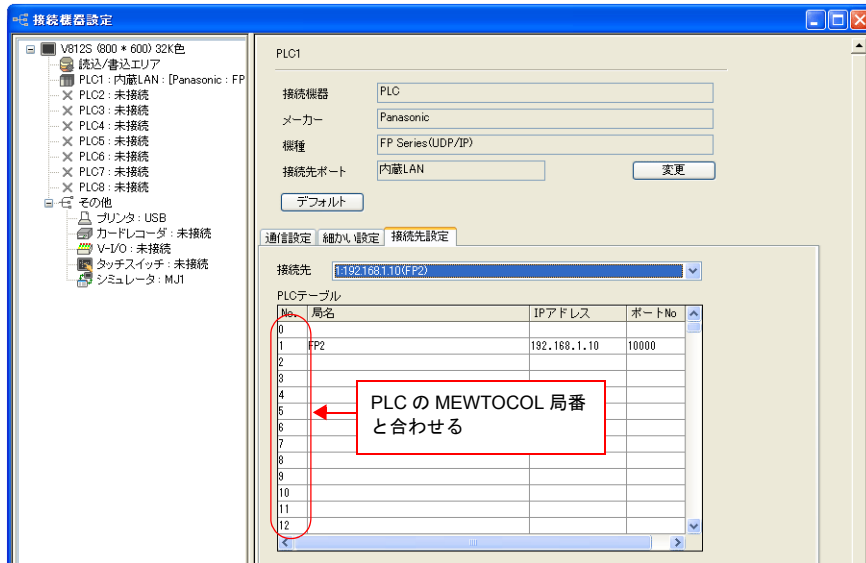 接続機器設定
V812S (800 * 600) 32K色
読込/書込エリア
PLC1 : 内蔵LAN : [Panasonic : FP
PLC2 : 未接続
PLC3 : 未接続
PLC4 : 未接続
PLC5 : 未接続
PLC6 : 未接続
PLC7 : 未接続
PLC8 : 未接続
その他
プリンタ : USB
カードレコーダ : 未接続
V-I/O : 未接続
タッチスイッチ : 未接続
シミュレータ : MJ1
PLC1
接続機器 PLC
メーカー Panasonic
機種 FP Series(UDP/IP)
接続先ポート 内蔵LAN 変更
デフォルト
通信設定 細かい設定 接続先設定
接続先 1:192.168.1.10(FP2)
PLCテーブル
No. 局名 IPアドレス ポートNo
0
1 FP2 192.168.1.10 10000
2
3
4
5
6
7
8
9
10
11
12
PLC の MEWTOCOL 局番
と合わせる